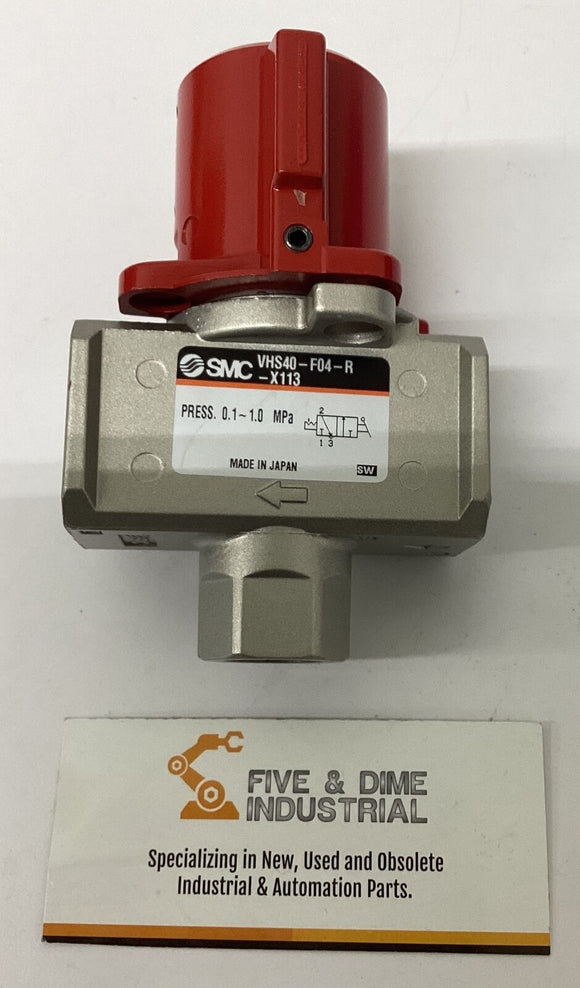 SMC VHS40-F04-R
-X113
PRESS. 0.1~1.0 MPa
2
1 3
MADE IN JAPAN
SW
FIVE & DIME
INDUSTRIAL
Specializing in New, Used and Obsolete
Industrial & Automation Parts.